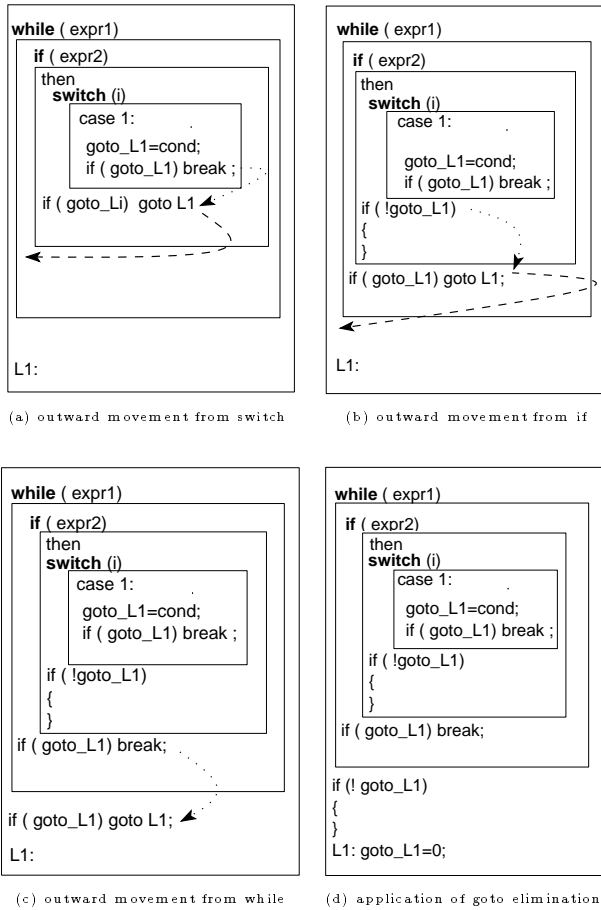 while ( expr1)
if ( expr2)
then
switch (i)
case 1:
goto_L1=cond;
if ( goto_L1) break ;
if ( goto_Li) goto L1
L1:
(a) outward movement from switch
while ( expr1)
if ( expr2)
then
switch (i)
case 1:
goto_L1=cond;
if ( goto_L1) break ;
if ( !goto_L1)
{
}
if ( goto_L1) goto L1;
L1:
(b) outward movement from if
while ( expr1)
if ( expr2)
then
switch (i)
case 1:
goto_L1=cond;
if ( goto_L1) break ;
if ( !goto_L1)
{
}
if ( goto_L1) break;
if ( goto_L1) goto L1;
L1:
(c) outward movement from while
while ( expr1)
if ( expr2)
then
switch (i)
case 1:
goto_L1=cond;
if ( goto_L1) break ;
if ( !goto_L1)
{
}
if ( goto_L1) break;
if (! goto_L1)
{
}
L1: goto_L1=0;
(d) application of goto elimination